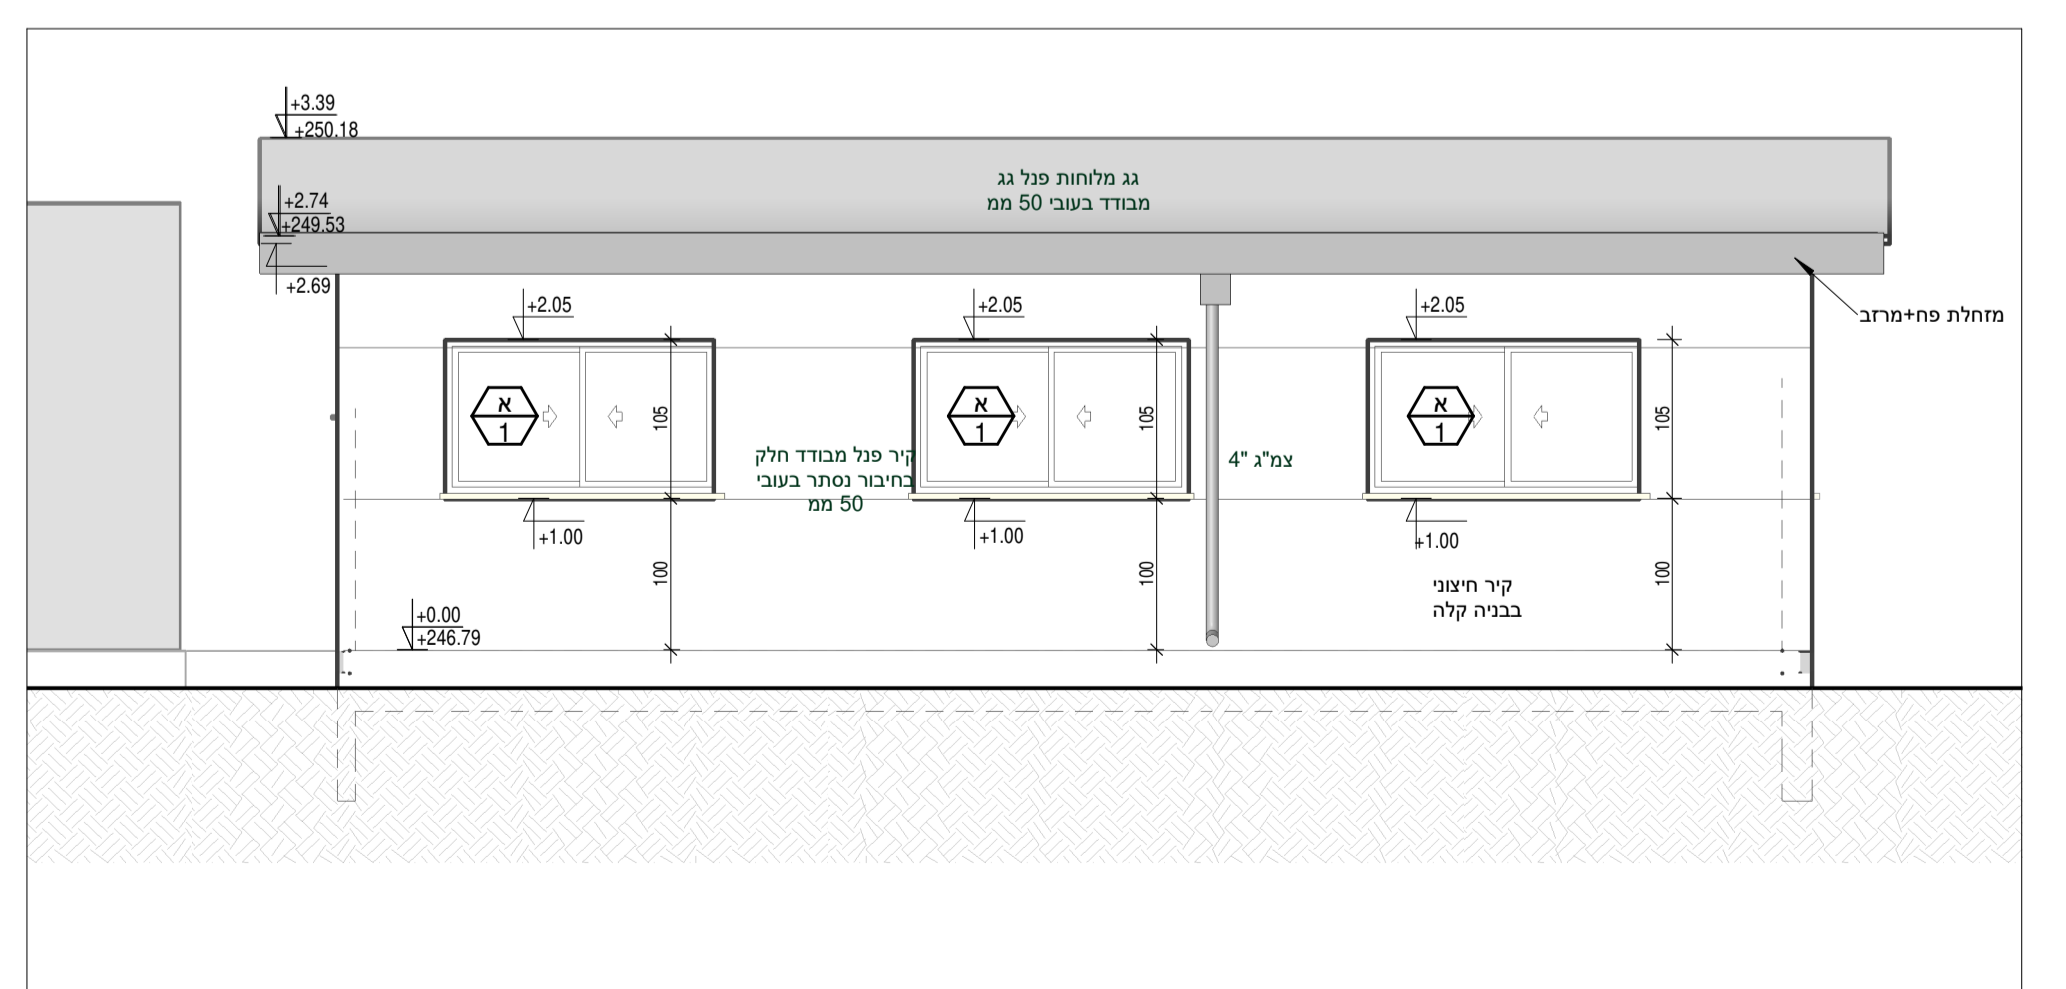 +3.39
+250.18
גג מלוחות פנל גג
מבודד בעובי 50 ממ
+2.74
+249.53
+2.69
מזחלת פח+מרזב
+2.05
+2.05
+2.05
א
1
105
א
1
105
א
1
105
קיר פנל מבודד חלק
בחיבור נסתר בעובי
50 ממ
צמ"ג "4
+1.00
+1.00
+1.00
100
100
100
קיר חיצוני
בבניה קלה
+0.00
+246.79